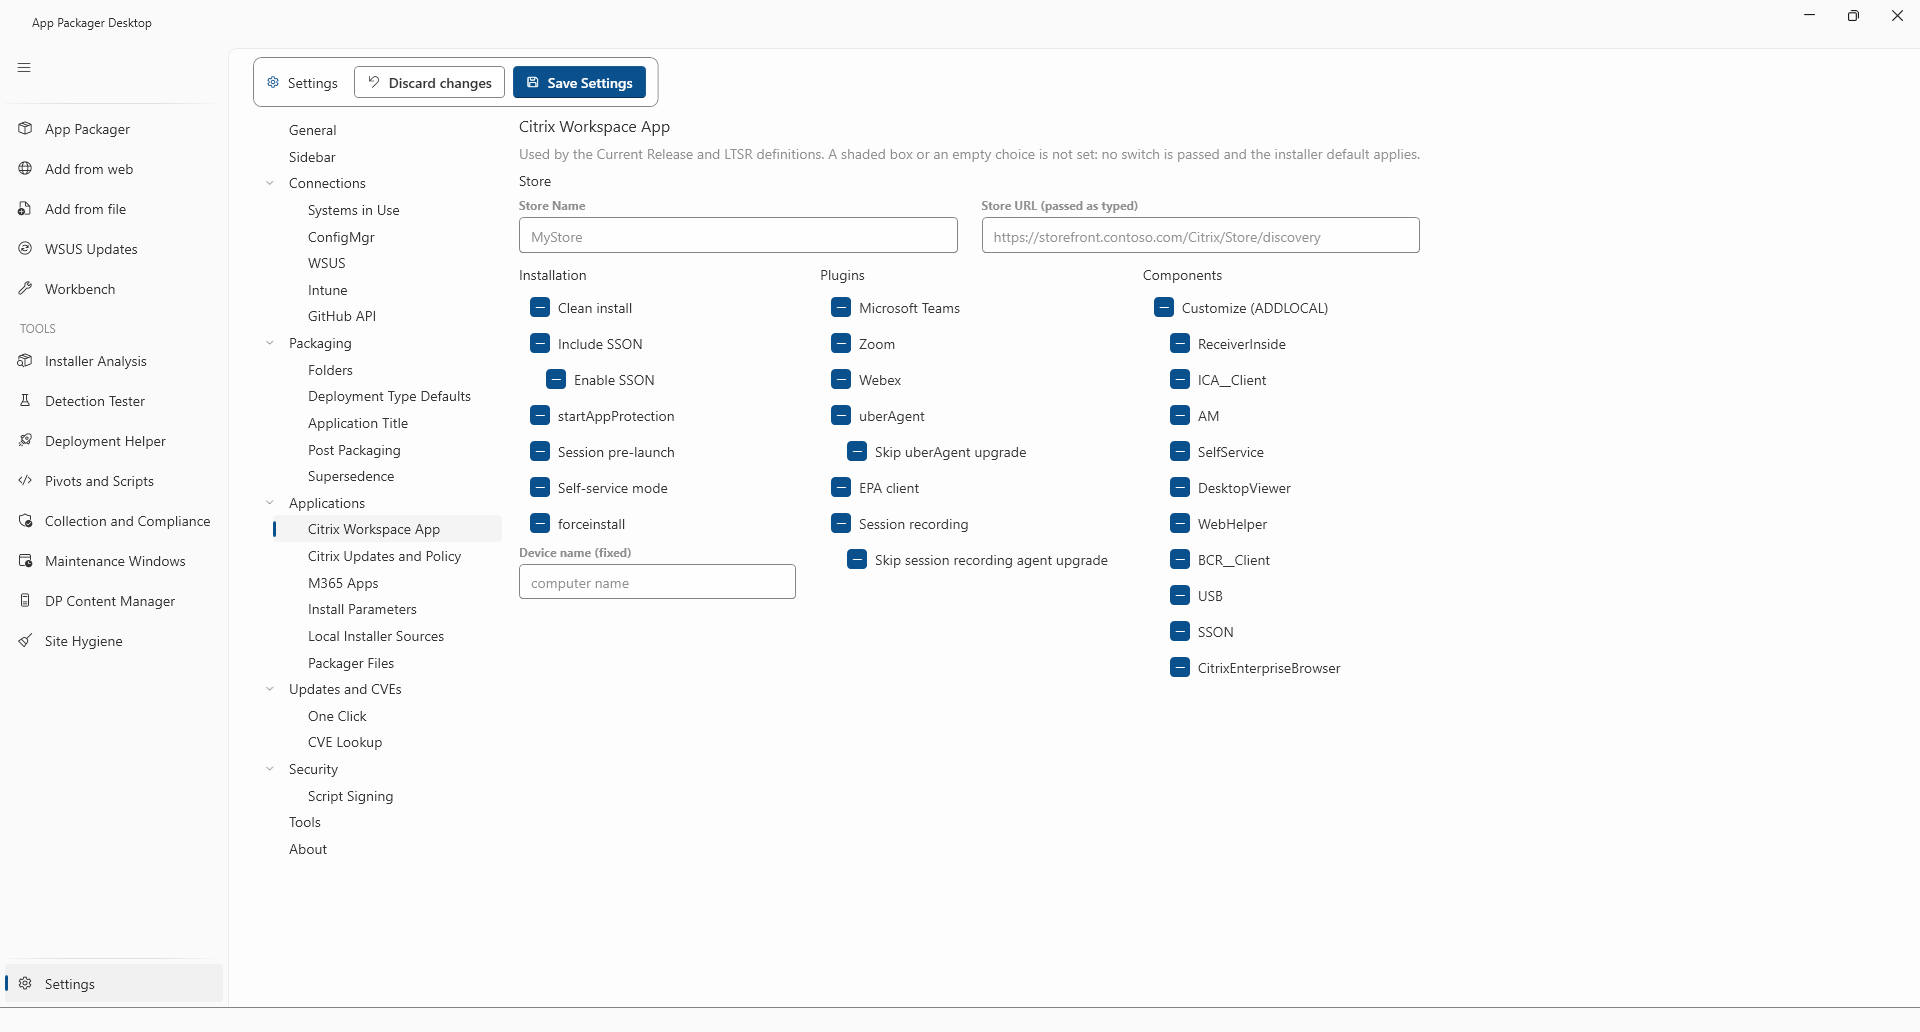 App Packager Desktop
Settings
Discard changes
Save Settings
App Packager
Add from web
Add from file
WSUS Updates
Workbench
TOOLS
Installer Analysis
Detection Tester
Deployment Helper
Pivots and Scripts
Collection and Compliance
Maintenance Windows
DP Content Manager
Site Hygiene
Settings
General
Sidebar
Connections
Systems in Use
ConfigMgr
WSUS
Intune
GitHub API
Packaging
Folders
Deployment Type Defaults
Application Title
Post Packaging
Supersedence
Applications
Citrix Workspace App
Citrix Updates and Policy
M365 Apps
Install Parameters
Local Installer Sources
Packager Files
Updates and CVEs
One Click
CVE Lookup
Security
Script Signing
Tools
About
Citrix Workspace App
Used by the Current Release and LTSR definitions. A shaded box or an empty choice is not set: no switch is passed and the installer default applies.
Store
Store Name
MyStore
Store URL (passed as typed)
https://storefront.contoso.com/Citrix/Store/discovery
Installation
Clean install
Include SSON
Enable SSON
startAppProtection
Session pre-launch
Self-service mode
forceinstall
Device name (fixed)
computer name
Plugins
Microsoft Teams
Zoom
Webex
uberAgent
Skip uberAgent upgrade
EPA client
Session recording
Skip session recording agent upgrade
Components
Customize (ADDLOCAL)
ReceiverInside
ICA_Client
AM
SelfService
DesktopViewer
WebHelper
BCR_Client
USB
SSON
CitrixEnterpriseBrowser